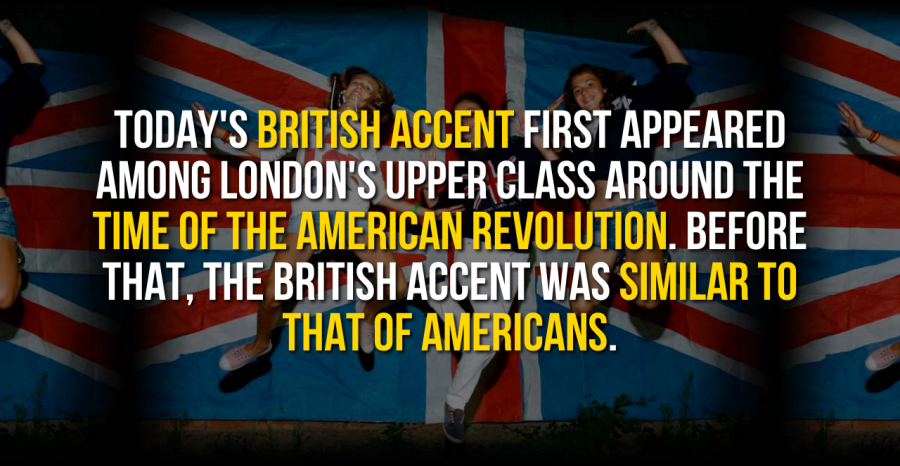 TODAY'S BRITISH ACCENT FIRST APPEARED
AMONG LONDON'S UPPER CLASS AROUND THE
TIME OF THE AMERICAN REVOLUTION. BEFORE
THAT, THE BRITISH ACCENT WAS SIMILAR TO
THAT OF AMERICANS.